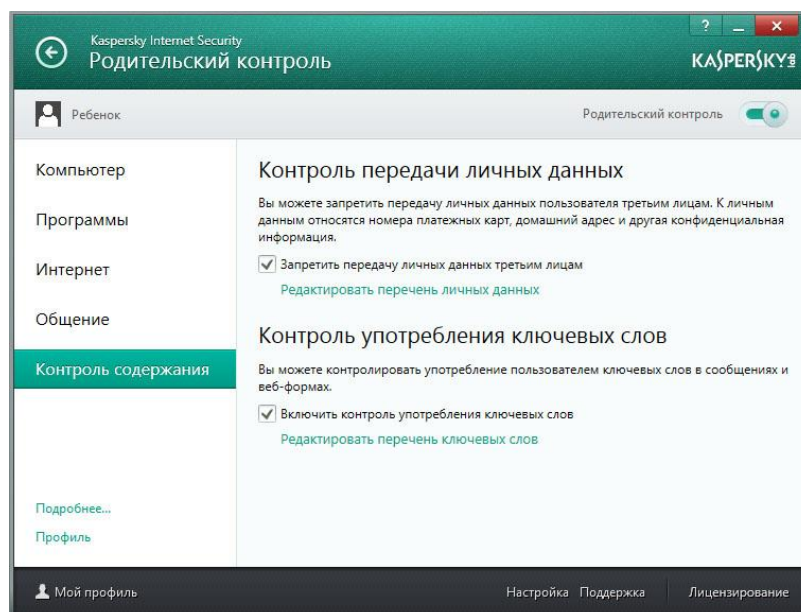 Kaspersky Internet Security
Родительский контроль
?
KASPERSKY lab
Ребенок
Родительский контроль
Компьютер
Программы
Интернет
Общение
Контроль содержания
Подробнее...
Профиль
Контроль передачи личных данных
Вы можете запретить передачу личных данных пользователя третьим лицам. К личным
данным относятся номера платежных карт, домашний адрес и другая конфиденциальная
информация.
Запретить передачу личных данных третьим лицам
Редактировать перечень личных данных
Контроль употребления ключевых слов
Вы можете контролировать употребление пользователем ключевых слов в сообщениях и
веб-формах.
Включить контроль употребления ключевых слов
Редактировать перечень ключевых слов
Мой профиль
Настройка Поддержка Лицензирование